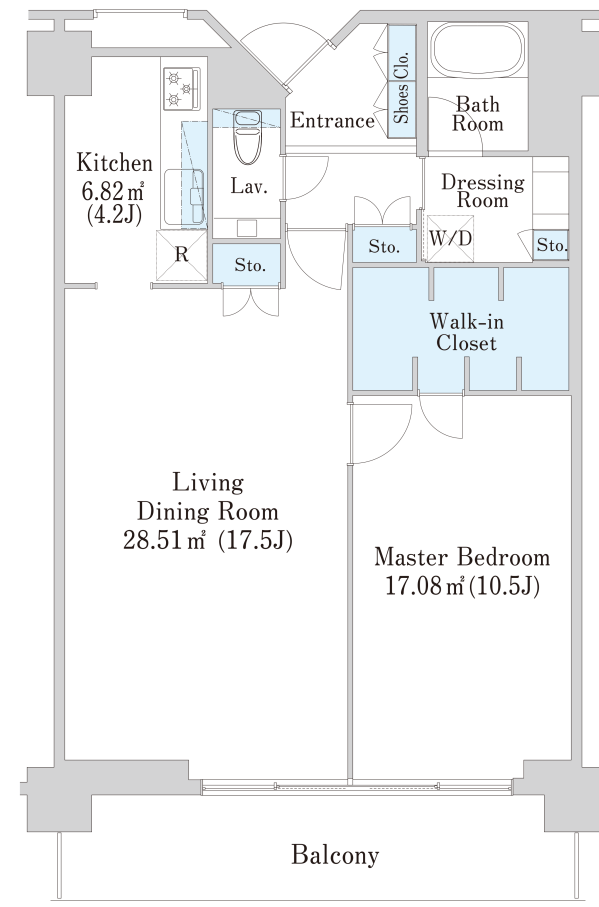 Shoes Clo.
Bath
Room
Entrance
Kitchen
6.82㎡
(4.2J)
Lav.
Dressing
Room
W/D
Sto.
R
Sto.
Sto.
Walk-in
Closet
Living
Dining Room
28.51㎡ (17.5J)
Master Bedroom
17.08㎡(10.5J)
Balcony